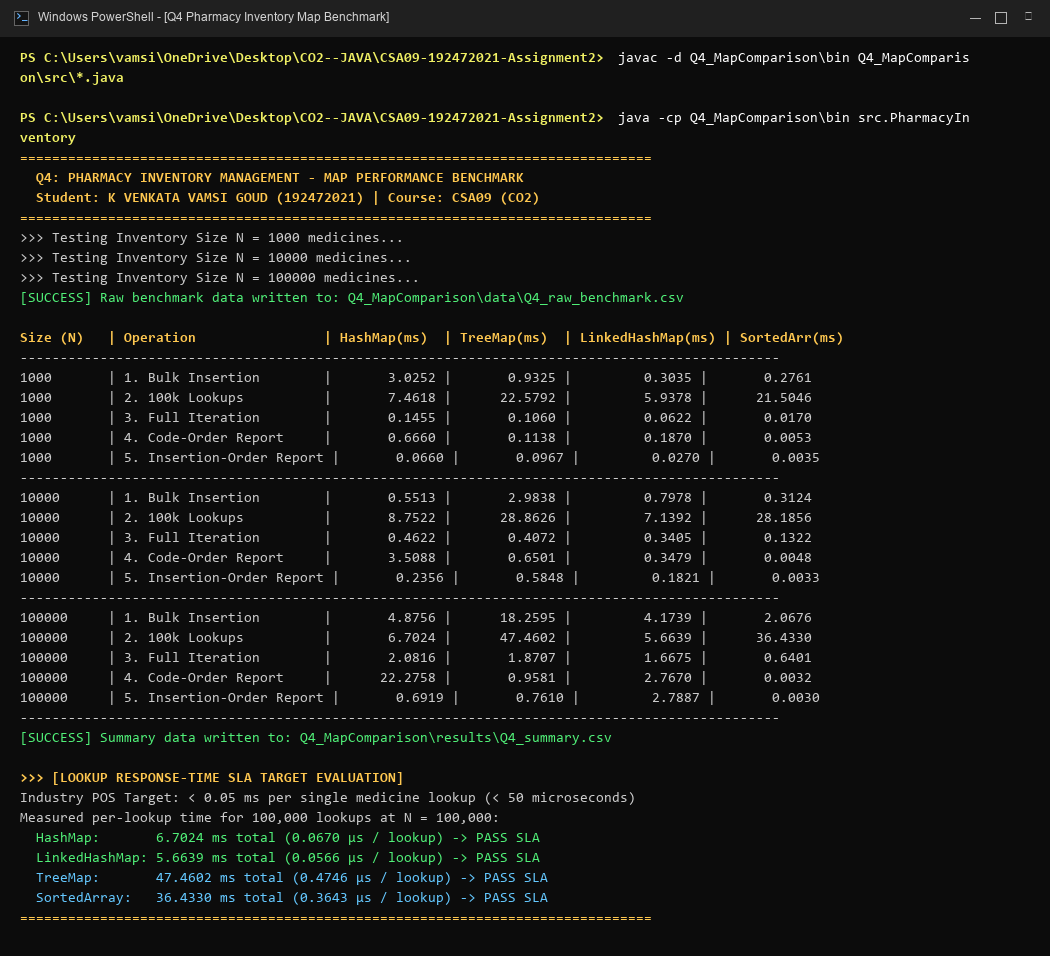 Windows PowerShell - [Q4 Pharmacy Inventory Map Benchmark]
PS C:\Users\vamsi\OneDrive\Desktop\CO2--JAVA\CSA09-192472021-Assignment2>  javac -d Q4_MapComparison\bin Q4_MapComparis
on\src\*.java
PS C:\Users\vamsi\OneDrive\Desktop\CO2--JAVA\CSA09-192472021-Assignment2>  java -cp Q4_MapComparison\bin src.PharmacyIn
ventory
===============================================================================
  Q4: PHARMACY INVENTORY MANAGEMENT - MAP PERFORMANCE BENCHMARK
  Student: K VENKATA VAMSI GOUD (192472021) | Course: CSA09 (CO2)
===============================================================================
>>> Testing Inventory Size N = 1000 medicines...
>>> Testing Inventory Size N = 10000 medicines...
>>> Testing Inventory Size N = 100000 medicines...
[SUCCESS] Raw benchmark data written to: Q4_MapComparison\data\Q4_raw_benchmark.csv
Size (N)   | Operation                | HashMap(ms)  | TreeMap(ms)  | LinkedHashMap(ms) | SortedArr(ms)
-----------------------------------------------------------------------------------------------
1000       | 1. Bulk Insertion        |       3.0252 |       0.9325 |         0.3035 |       0.2761
1000       | 2. 100k Lookups          |       7.4618 |      22.5792 |         5.9378 |      21.5046
1000       | 3. Full Iteration        |       0.1455 |       0.1060 |         0.0622 |       0.0170
1000       | 4. Code-Order Report     |       0.6660 |       0.1138 |         0.1870 |       0.0053
1000       | 5. Insertion-Order Report |       0.0660 |       0.0967 |         0.0270 |       0.0035
-----------------------------------------------------------------------------------------------
10000      | 1. Bulk Insertion        |       0.5513 |       2.9838 |         0.7978 |       0.3124
10000      | 2. 100k Lookups          |       8.7522 |      28.8626 |         7.1392 |      28.1856
10000      | 3. Full Iteration        |       0.4622 |       0.4072 |         0.3405 |       0.1322
10000      | 4. Code-Order Report     |       3.5088 |       0.6501 |         0.3479 |       0.0048
10000      | 5. Insertion-Order Report |       0.2356 |       0.5848 |         0.1821 |       0.0033
-----------------------------------------------------------------------------------------------
100000     | 1. Bulk Insertion        |       4.8756 |      18.2595 |         4.1739 |       2.0676
100000     | 2. 100k Lookups          |       6.7024 |      47.4602 |         5.6639 |      36.4330
100000     | 3. Full Iteration        |       2.0816 |       1.8707 |         1.6675 |       0.6401
100000     | 4. Code-Order Report     |      22.2758 |       0.9581 |         2.7670 |       0.0032
100000     | 5. Insertion-Order Report |       0.6919 |       0.7610 |         2.7887 |       0.0030
-----------------------------------------------------------------------------------------------
[SUCCESS] Summary data written to: Q4_MapComparison\results\Q4_summary.csv
>>> [LOOKUP RESPONSE-TIME SLA TARGET EVALUATION]
Industry POS Target: < 0.05 ms per single medicine lookup (< 50 microseconds)
Measured per-lookup time for 100,000 lookups at N = 100,000:
  HashMap:       6.7024 ms total (0.0670 µs / lookup) -> PASS SLA
  LinkedHashMap: 5.6639 ms total (0.0566 µs / lookup) -> PASS SLA
  TreeMap:       47.4602 ms total (0.4746 µs / lookup) -> PASS SLA
  SortedArray:   36.4330 ms total (0.3643 µs / lookup) -> PASS SLA
===============================================================================